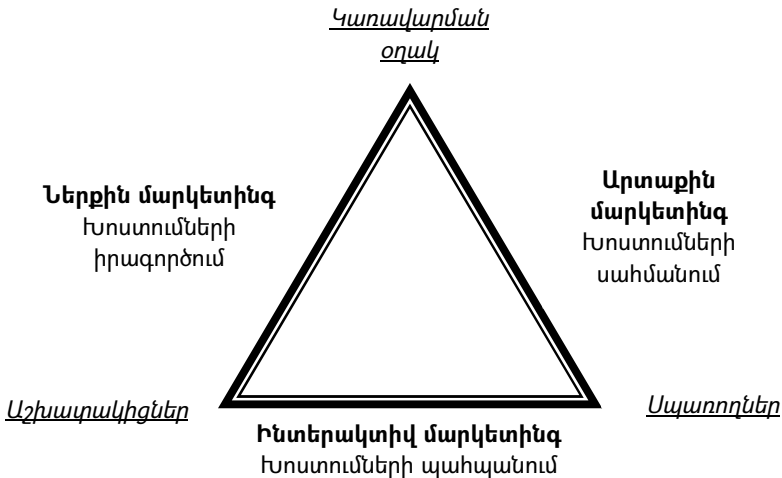 Կառավարման
օղակ
Ներքին մարկետինգ
Խոստումների
իրագործում
Արտաքին
մարկետինգ
Խոստումների
սահմանում
Աշխատակիցներ
Սպառողներ
Ինտերակտիվ մարկետինգ
Խոստումների պահպանում